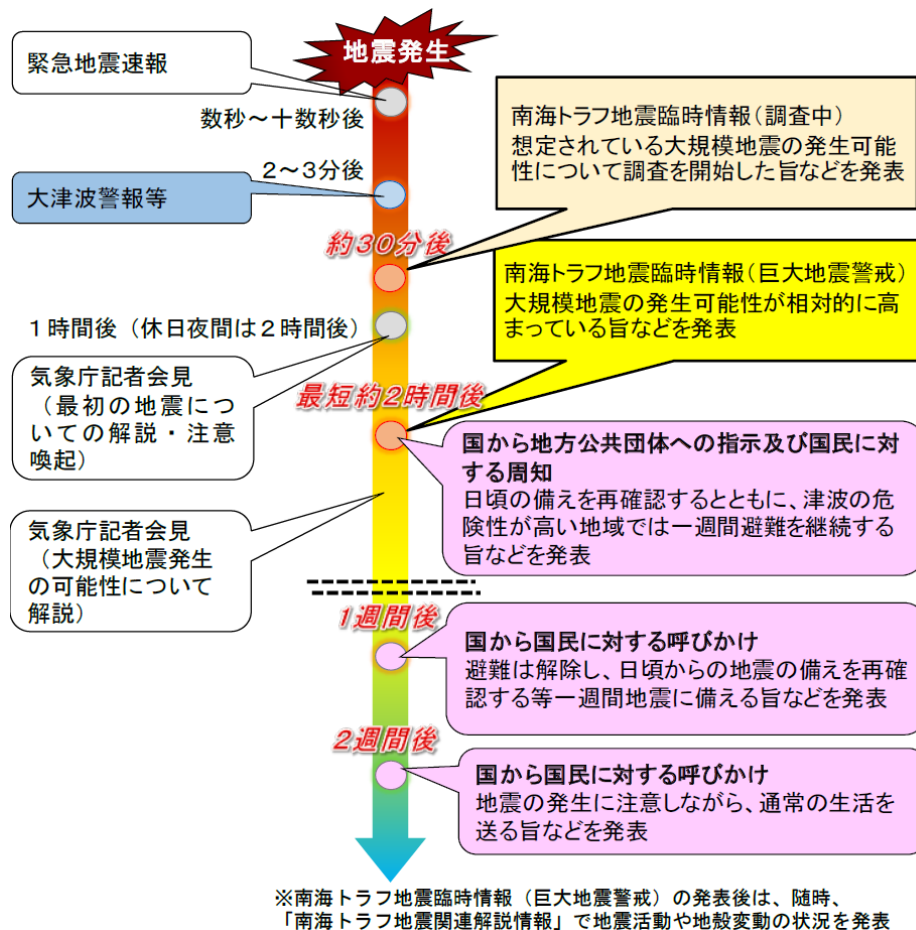 地震発生
緊急地震速報
数秒～十数秒後
南海トラフ地震臨時情報（調査中）
想定されている大規模地震の発生可能
性について調査を開始した旨などを発表
2～3分後
大津波警報等
約30分後
南海トラフ地震臨時情報（巨大地震警戒）
大規模地震の発生可能性が相対的に高
まっている旨などを発表
1時間後（休日夜間は2時間後）
気象庁記者会見
（最初の地震につ
いての解説・注意
喚起）
最短約2時間後
国から地方公共団体への指示及び国民に対
する周知
日頃の備えを再確認するとともに、津波の危
険性が高い地域では一週間避難を継続する
旨などを発表
気象庁記者会見
（大規模地震発生
の可能性について
解説）
1週間後
国から国民に対する呼びかけ
避難は解除し、日頃からの地震の備えを再確
認する等一週間地震に備える旨などを発表
2週間後
国から国民に対する呼びかけ
地震の発生に注意しながら、通常の生活を
送る旨などを発表
※南海トラフ地震臨時情報（巨大地震警戒）の発表後は、随時、
「南海トラフ地震関連解説情報」で地震活動や地殻変動の状況を発表